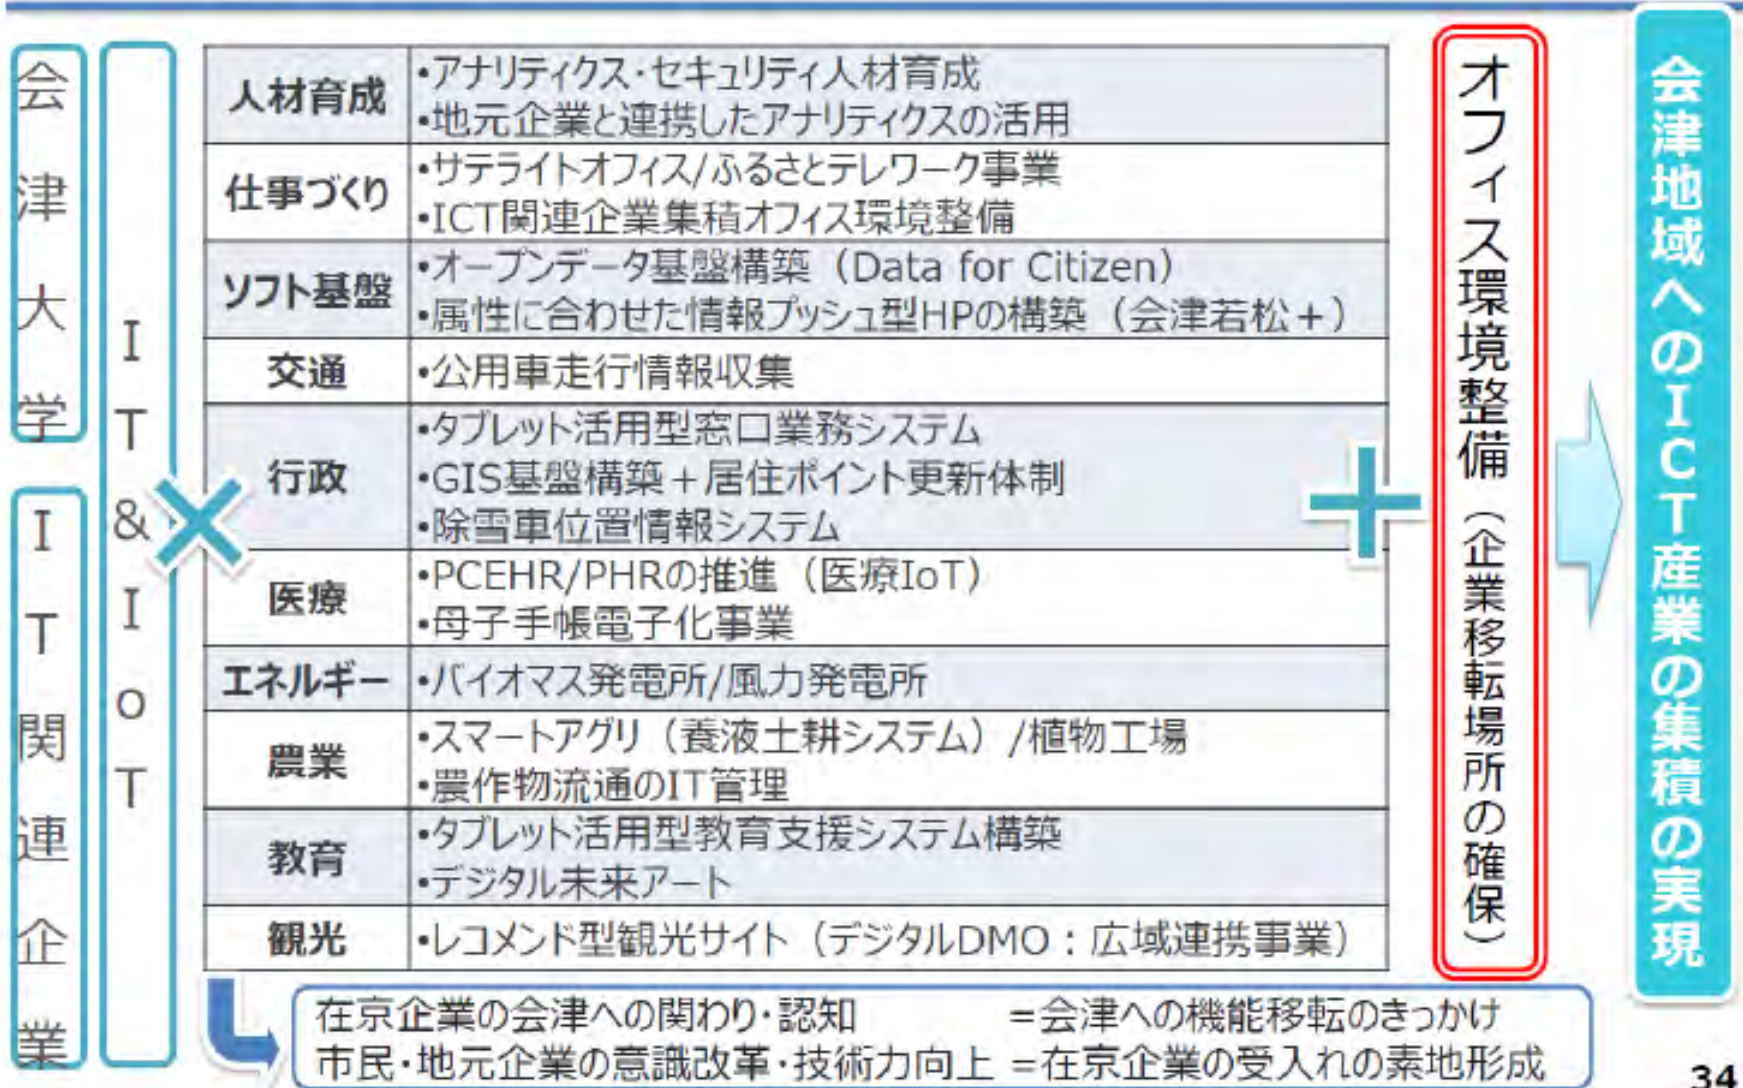 会津大学
IT関連企業
IT&IoT
人材育成
•アナリティクス・セキュリティ人材育成
•地元企業と連携したアナリティクスの活用
仕事づくり
•サテライトオフィス/ふるさとテレワーク事業
•ICT関連企業集積オフィス環境整備
ソフト基盤
•オープンデータ基盤構築（Data for Citizen）
•属性に合わせた情報プッシュ型HPの構築（会津若松＋）
交通
•公用車走行情報収集
行政
•タブレット活用型窓口業務システム
•GIS基盤構築＋居住ポイント更新体制
•除雪車位置情報システム
医療
•PCEHR/PHRの推進（医療IoT）
•母子手帳電子化事業
エネルギー
•バイオマス発電所/風力発電所
農業
•スマートアグリ（養液土耕システム）/植物工場
•農作物流通のIT管理
教育
•タブレット活用型教育支援システム構築
•デジタル未来アート
観光
•レコメンド型観光サイト（デジタルDMO：広域連携事業）
オフィス環境整備（企業移転場所の確保）
会津地域へのICT産業の集積の実現
在京企業の会津への関わり・認知 ＝会津への機能移転のきっかけ
市民・地元企業の意識改革・技術力向上 ＝在京企業の受入れの素地形成
34